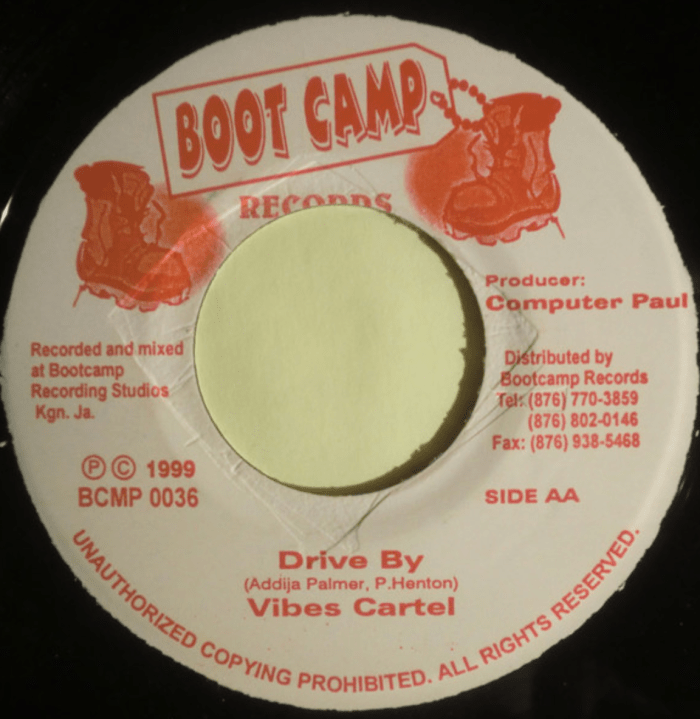 BOOT CAMP
RECORDS
Producer:
Computer Paul
Recorded and mixed
at Bootcamp
Recording Studios
Kgn. Ja.
Distributed by
Bootcamp Records
Tel: (876) 770-3859
(876) 802-0146
Fax: (876) 938-5468
Ⓟ © 1999
BCMP 0036
SIDE AA
Drive By
(Addija Palmer, P.Henton)
Vibes Cartel
UNAUTHORIZED COPYING PROHIBITED. ALL RIGHTS RESERVED.